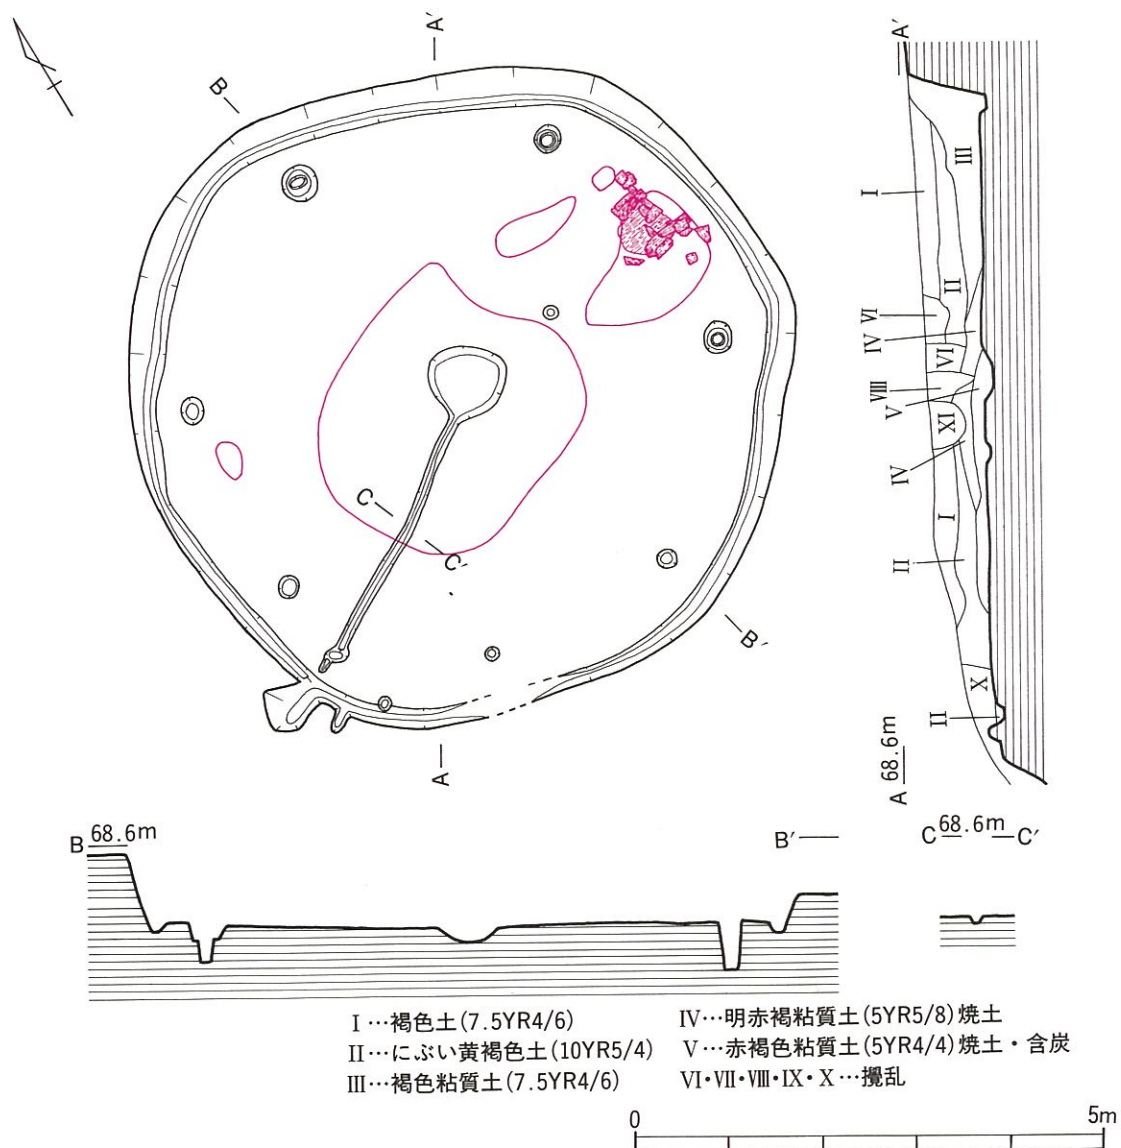 A′
B
C
C′
B′
A
A′
III
I
II
VI
IV
VI
VIII
V
IX
IV
I
II
X
II
A 68.6m
B 68.6m B′
C 68.6m C′
I…褐色土(7.5YR4/6)
II…にぶい黄褐色土(10YR5/4)
III…褐色粘質土(7.5YR4/6)
IV…明赤褐粘質土(5YR5/8)焼土
V…赤褐色粘質土(5YR4/4)焼土・含炭
VI・VII・VIII・IX・X…攪乱
0 5m